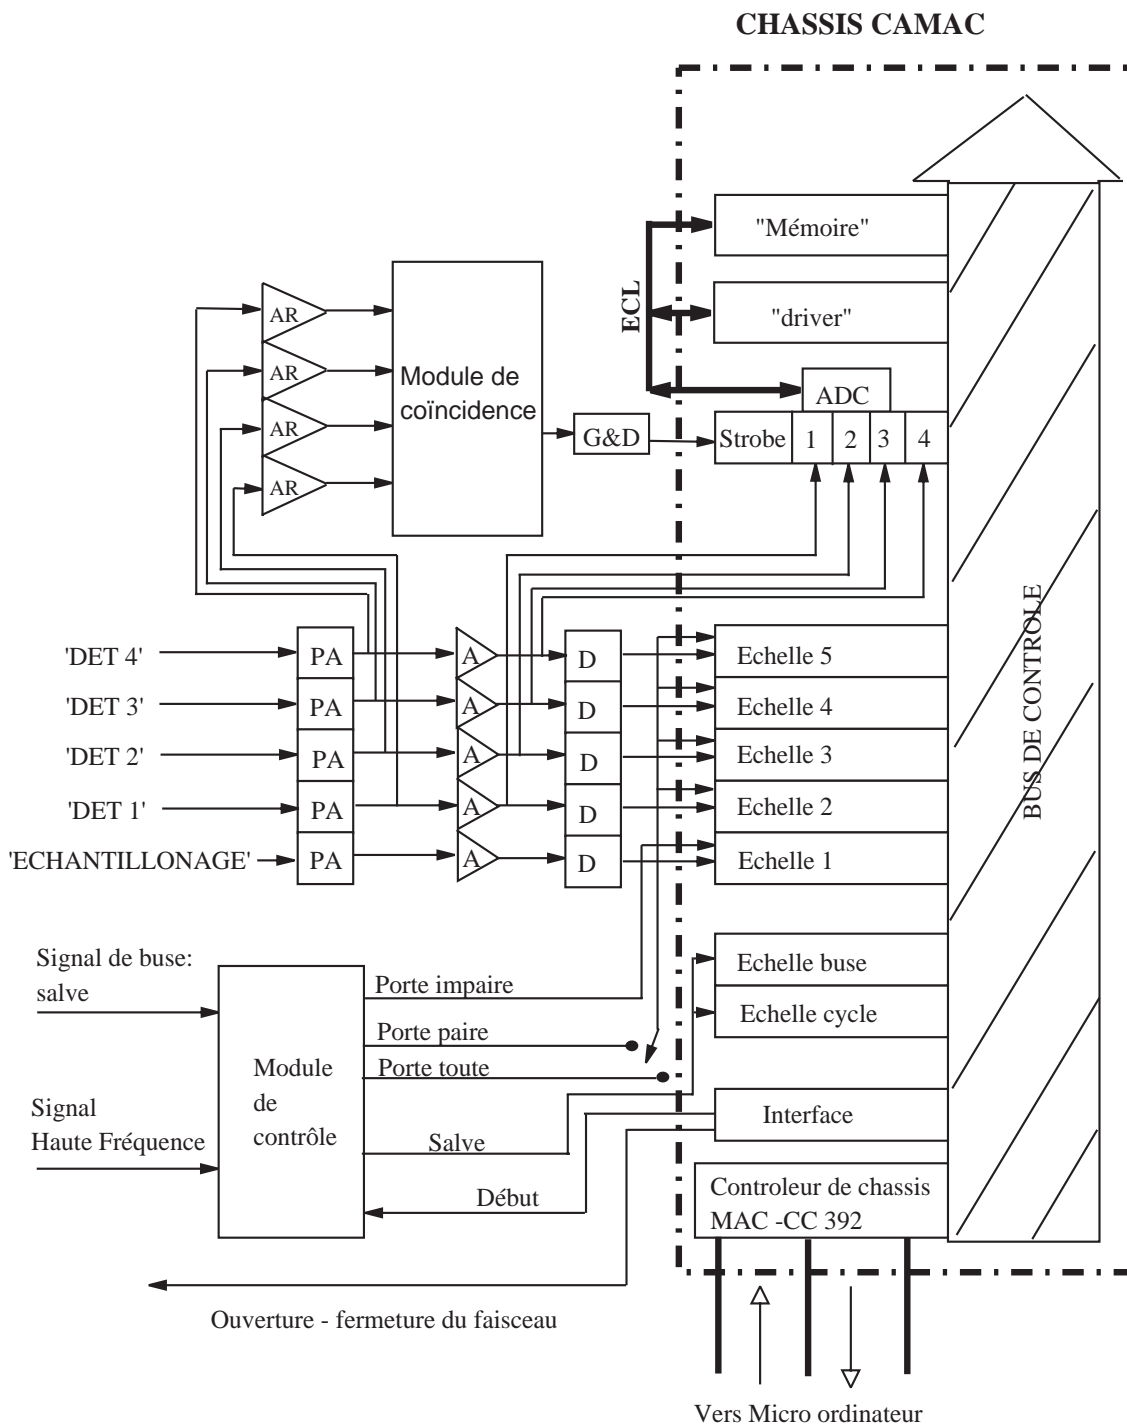 CHASSIS CAMAC
"Mémoire"
ECL
"driver"
AR
AR
AR
AR
Module de
coïncidence
G&D
ADC
Strobe 1 2 3 4
'DET 4' PA A D Echelle 5
'DET 3' PA A D Echelle 4
'DET 2' PA A D Echelle 3
'DET 1' PA A D Echelle 2
'ECHANTILLONAGE' PA A D Echelle 1
BUS DE CONTROLE
Signal de buse:
salve
Signal
Haute Fréquence
Module
de
contrôle
Porte impaire
Porte paire
Porte toute
Salve
Début
Echelle buse
Echelle cycle
Interface
Controleur de chassis
MAC -CC 392
Ouverture - fermeture du faisceau
Vers Micro ordinateur